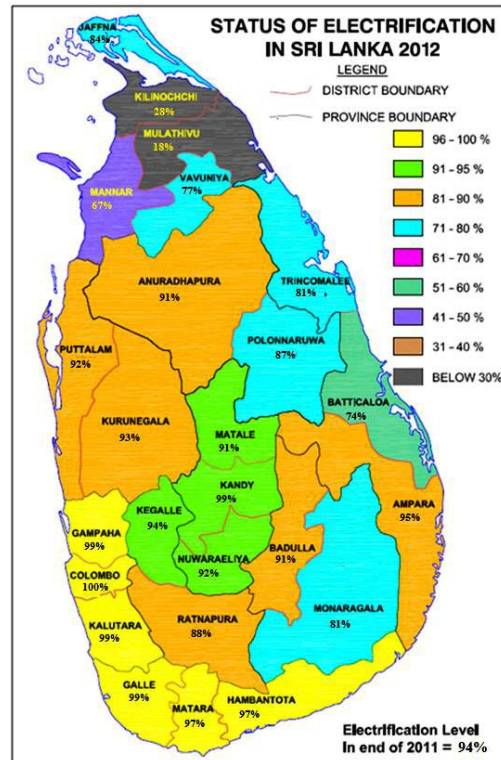 STATUS OF ELECTRIFICATION
IN SRI LANKA 2012
LEGEND
DISTRICT BOUNDARY
PROVINCE BOUNDARY
96 – 100 %
91 – 95%
81 – 90%
71 – 80%
61 – 70%
51 – 60%
41 – 50%
31 – 40%
BELOW 30%
JAFFNA
84%
KILINOCHCHI
28%
MULATHIVU
18%
MANNAR
67%
VAVUNIYA
77%
ANURADHAPURA
91%
TRINCOMALEE
81%
POLONNARUWA
87%
PUTTALAM
92%
BATTICALOA
74%
KURUNEGALA
93%
MATALE
91%
KANDY
99%
AMPARA
95%
KEGALLE
94%
GAMPAHA
99%
NUWARAELIYA
92%
BADULLA
91%
COLOMBO
100%
MONARAGALA
81%
RATNAPURA
88%
KALUTARA
99%
GALLE
99%
MATARA
97%
HAMBANTOTA
97%
Electrification Level
In end of 2011 = 94%